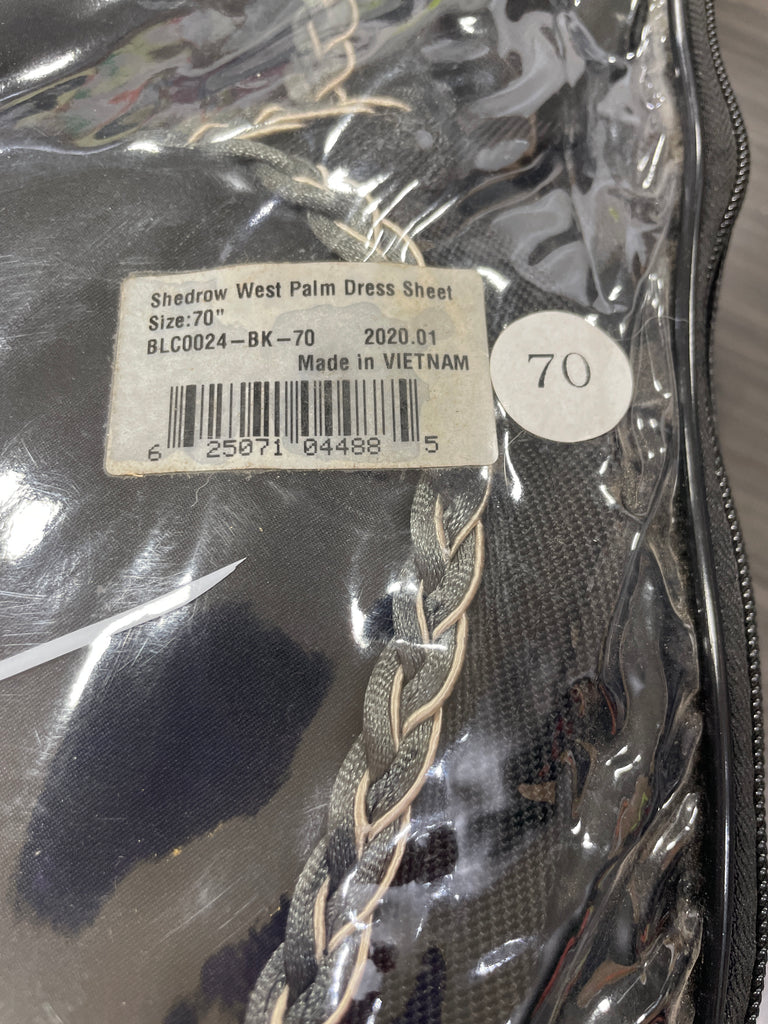 Shedrow West Palm Dress Sheet
Size:70"
BLC0024-BK-70 2020.01
Made in VIETNAM
6 25071 04488 5
70